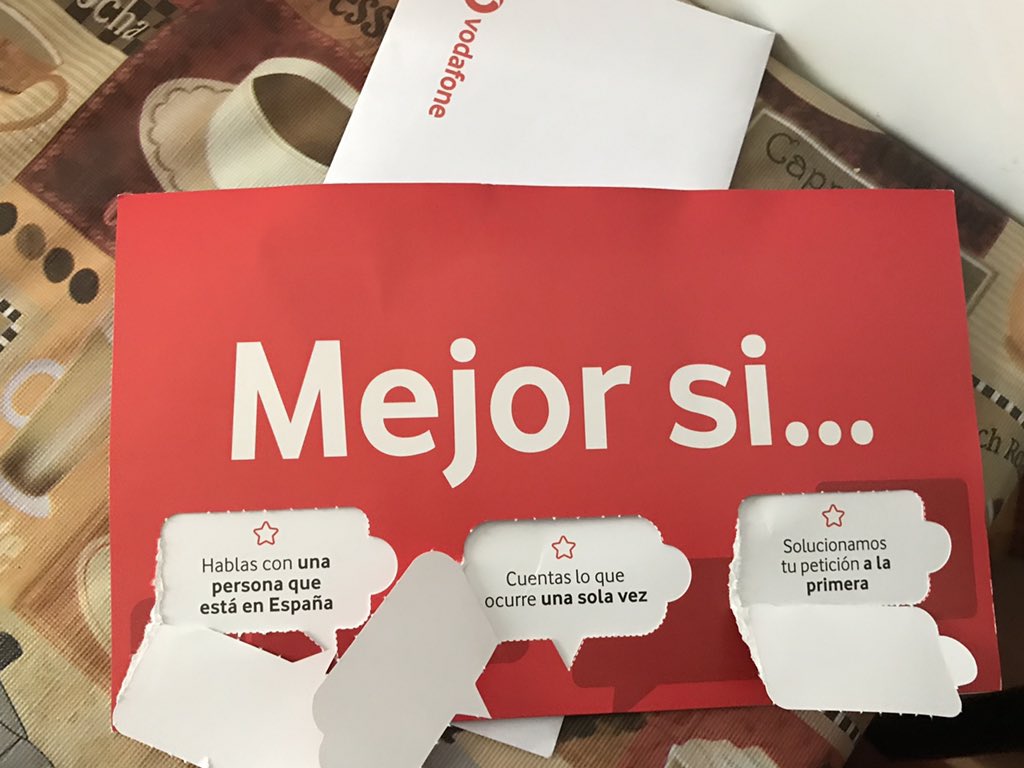 vodafone
Mejor si...
Hablas con una
persona que
está en España
Cuentas lo que
ocurre una sola vez
Solucionamos
tu petición a la
primera